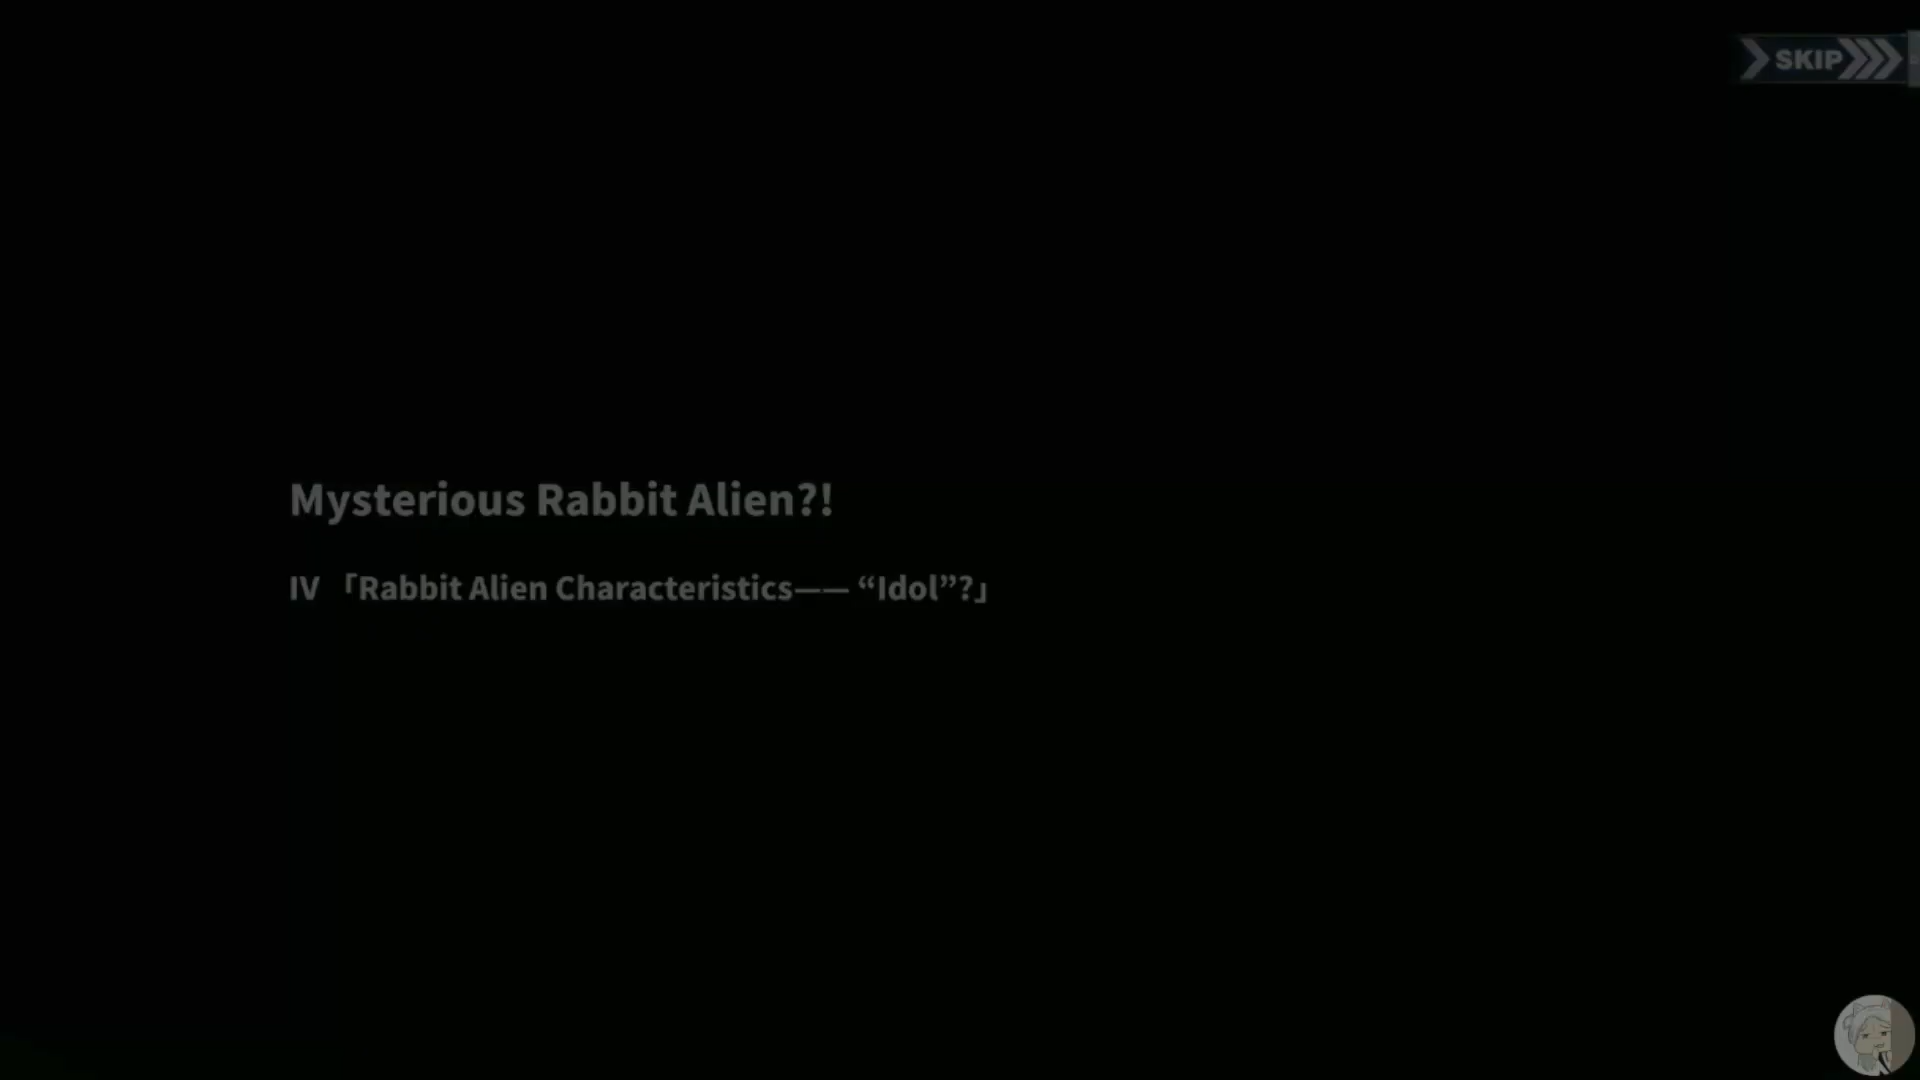 SKIP
Mysterious Rabbit Alien?!
IV 「Rabbit Alien Characteristics—— “Idol”?」